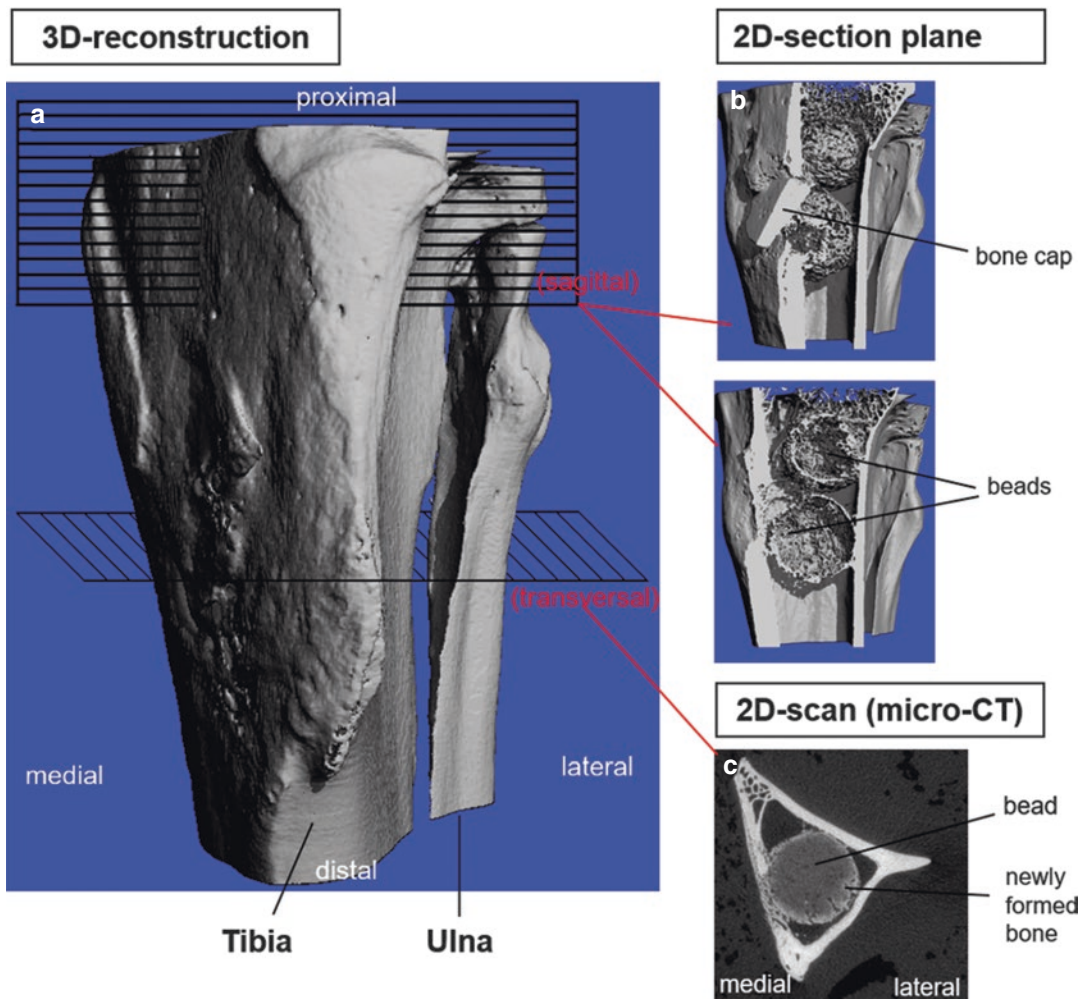 3D-reconstruction
a
proximal
(sagittal)
(transversal)
medial
lateral
distal
Tibia
Ulna
2D-section plane
b
bone cap
beads
2D-scan (micro-CT)
c
bead
newly
formed
bone
medial
lateral